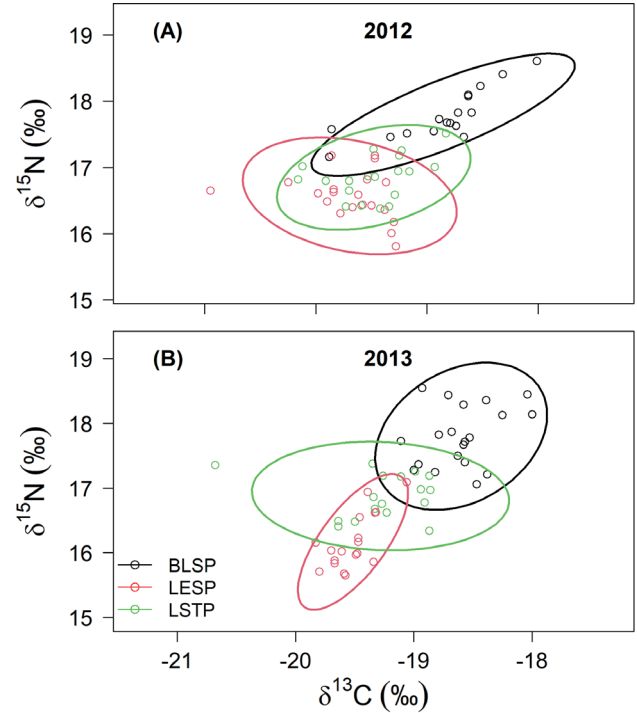 (A) 2012
19
18
17
16
15
δ15N (‰)
(B) 2013
19
18
17
16
15
δ15N (‰)
BLSP
LESP
LSTP
-21 -20 -19 -18
δ13C (‰)